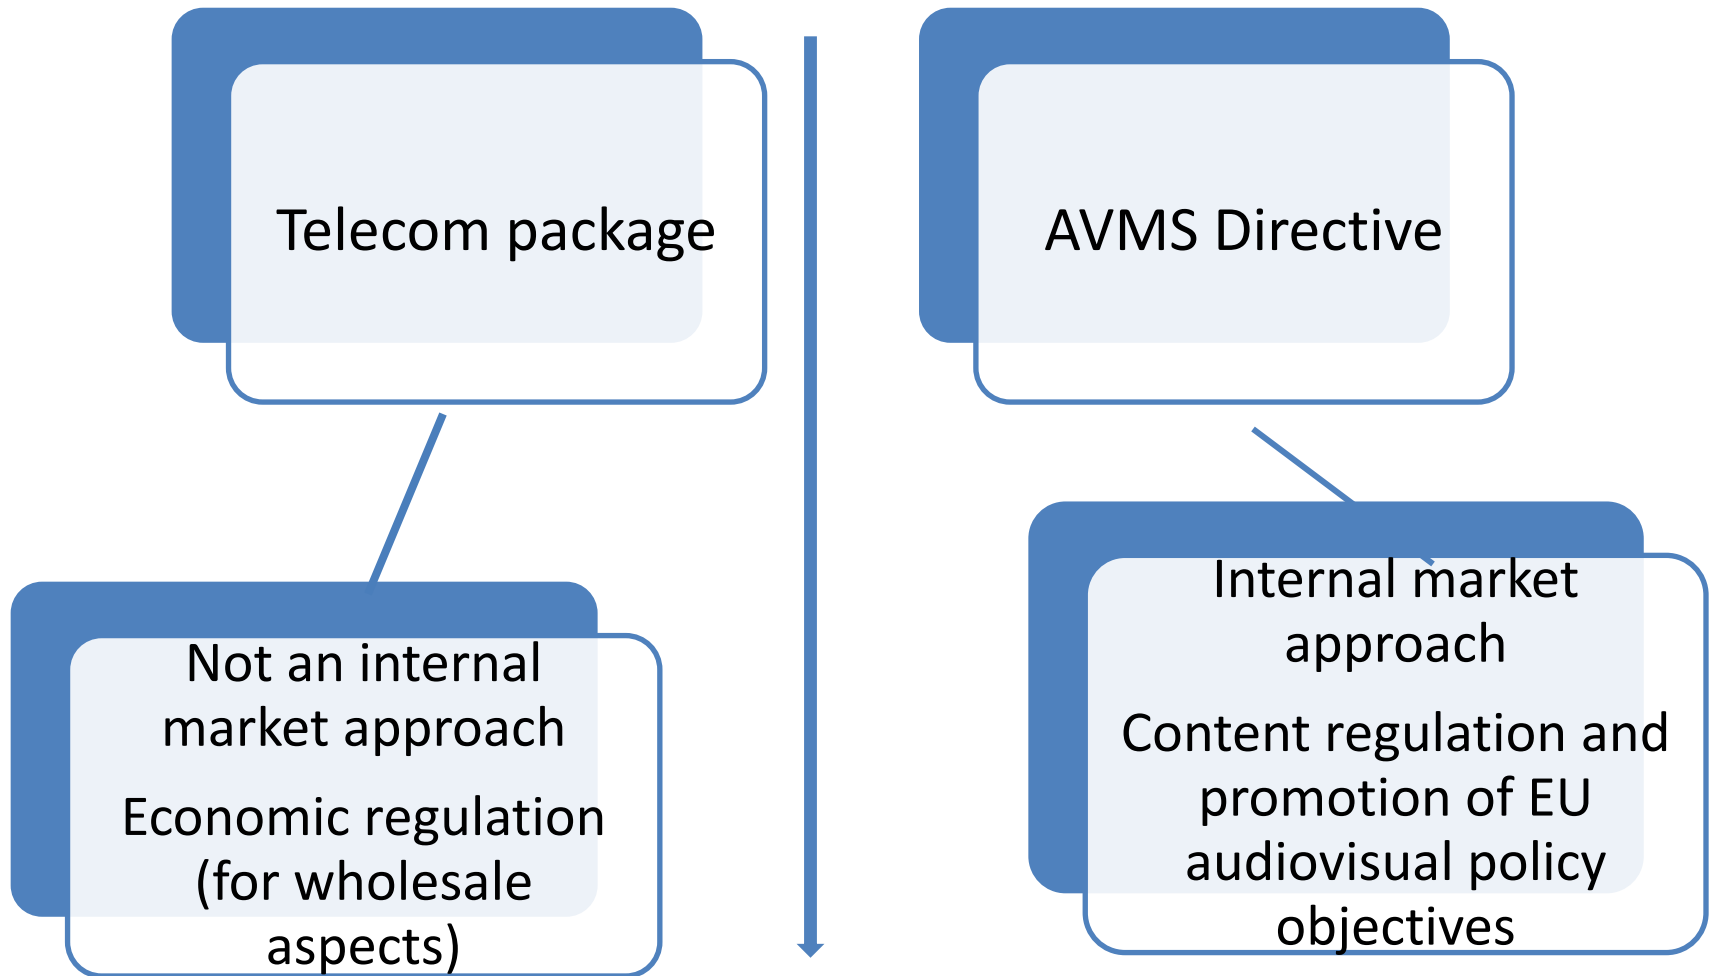 Telecom package
AVMS Directive
Not an internal
market approach
Economic regulation
(for wholesale
aspects)
Internal market
approach
Content regulation and
promotion of EU
audiovisual policy
objectives